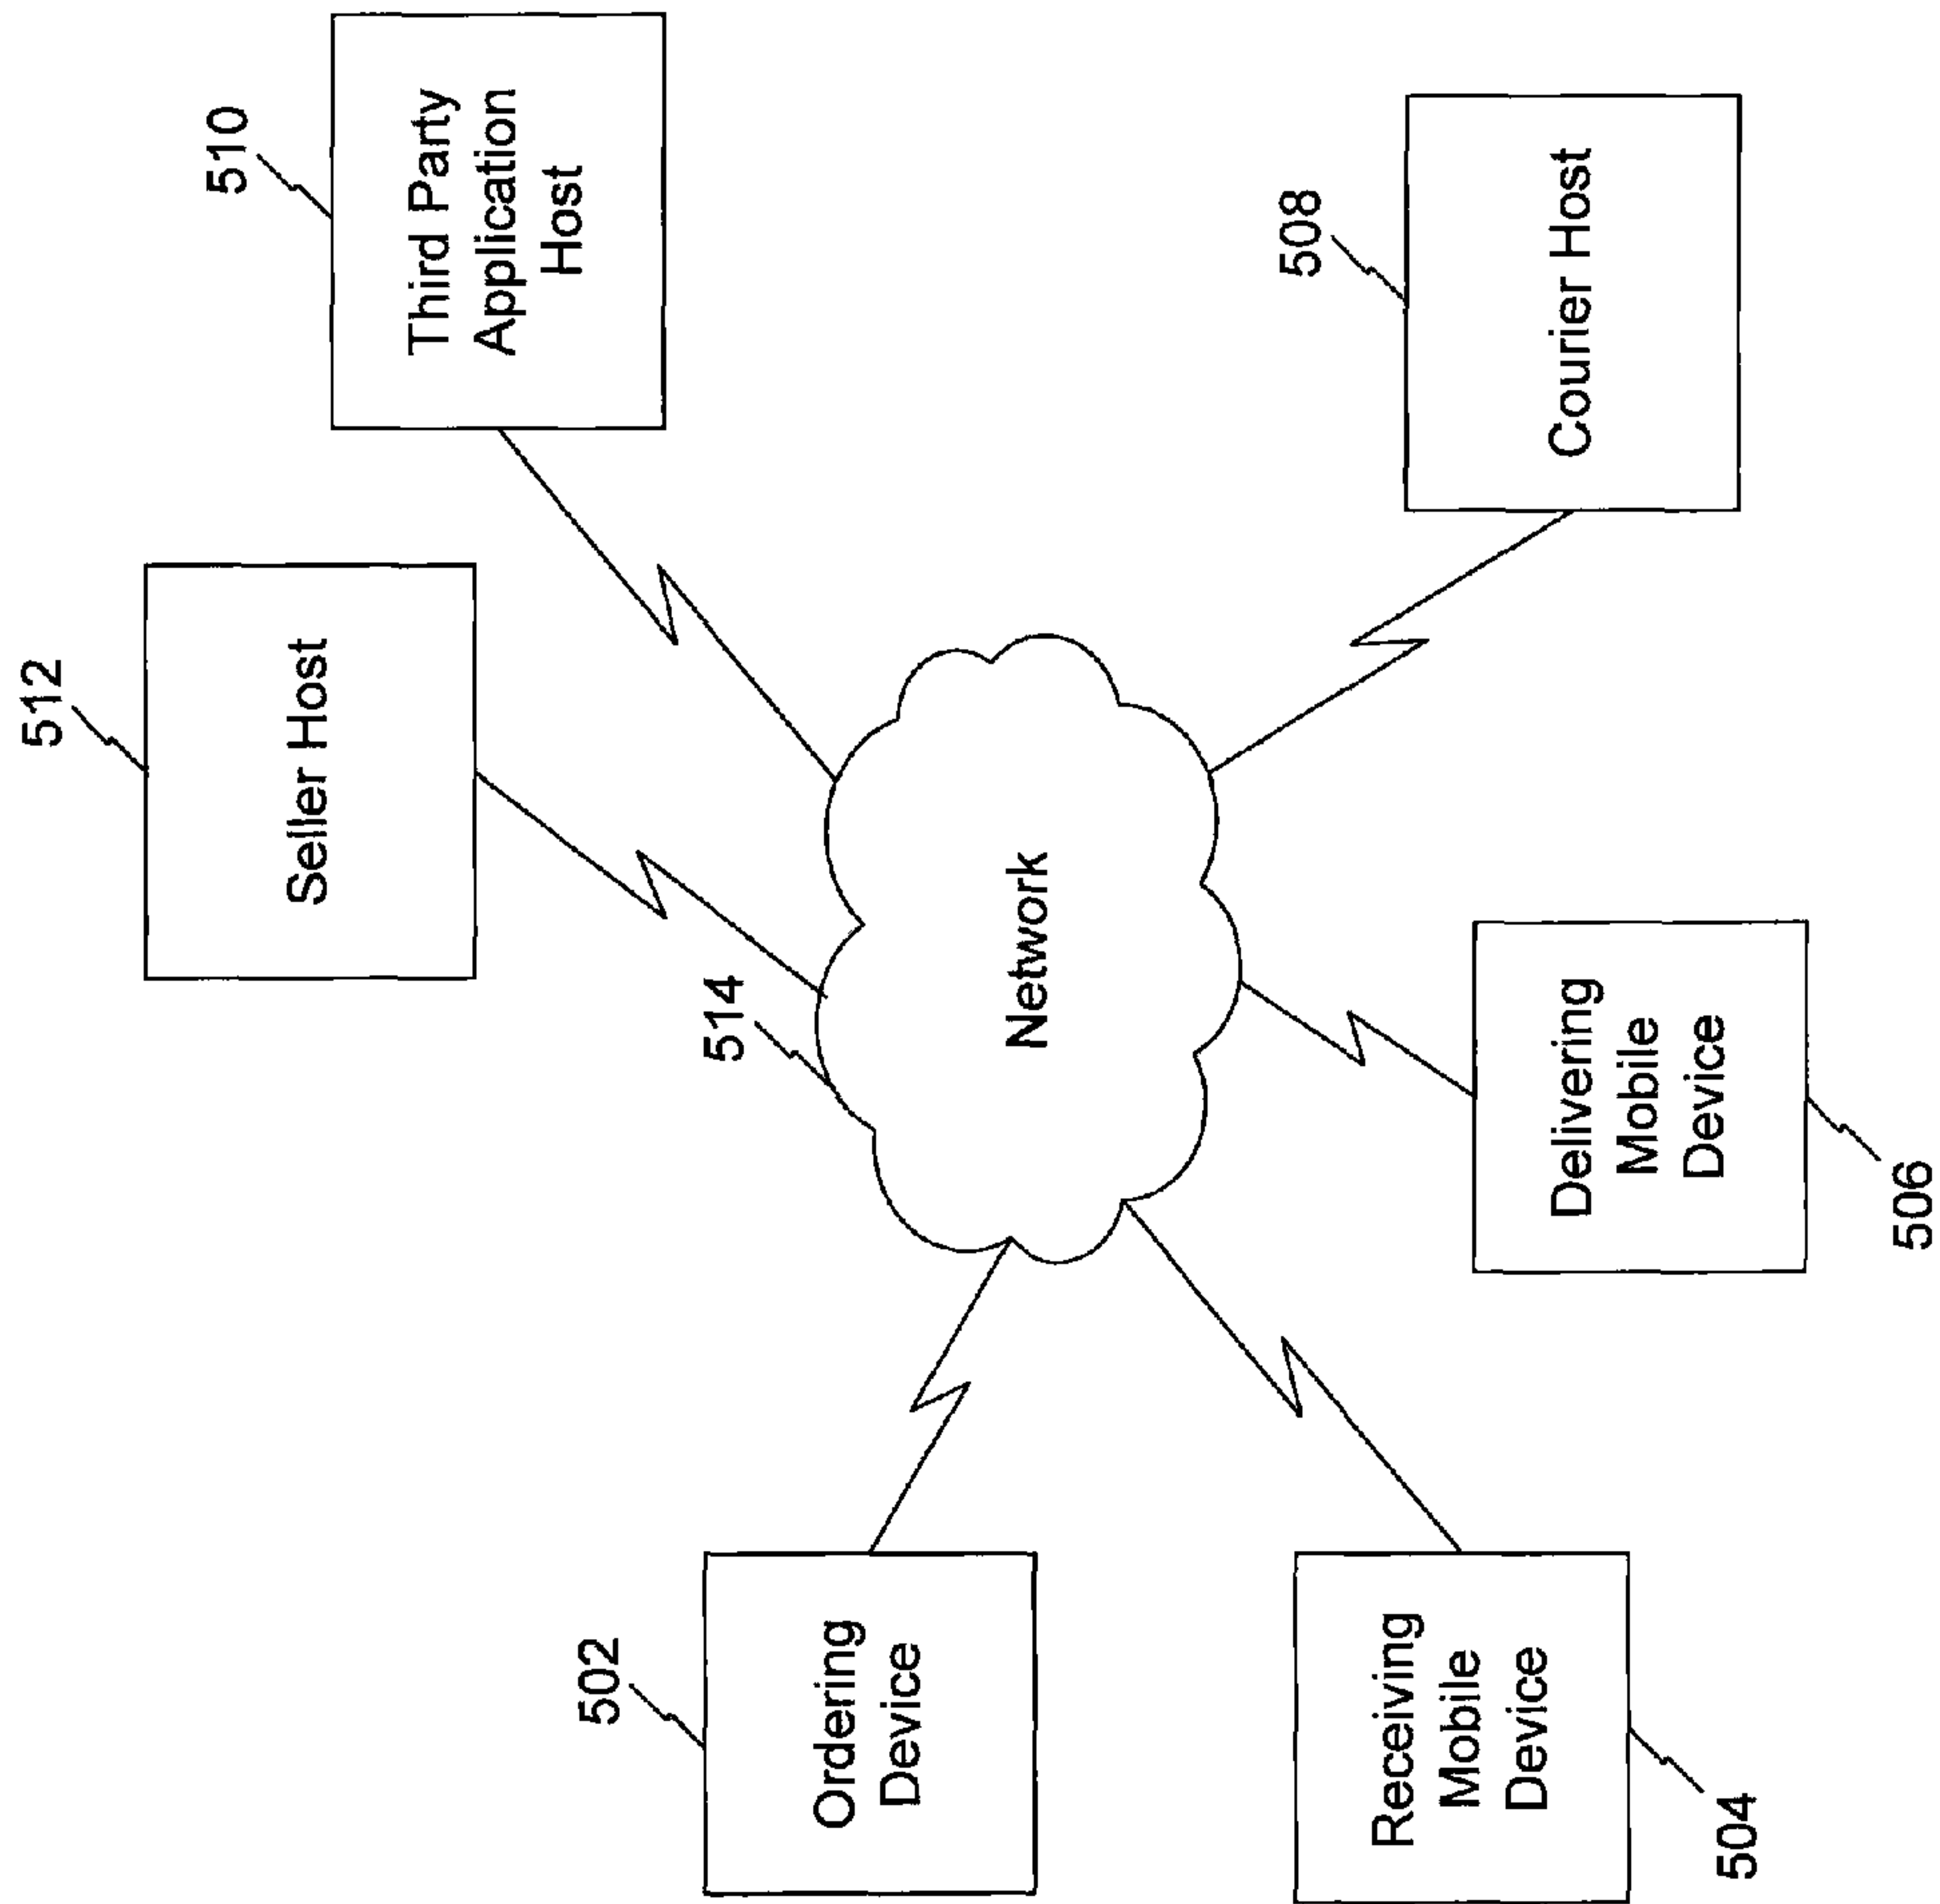 512
Seller Host
510
Third Party
Application
Host
502
Ordering
Device
514
Network
508
Courier Host
Receiving
Mobile
Device
504
Delivering
Mobile
Device
506